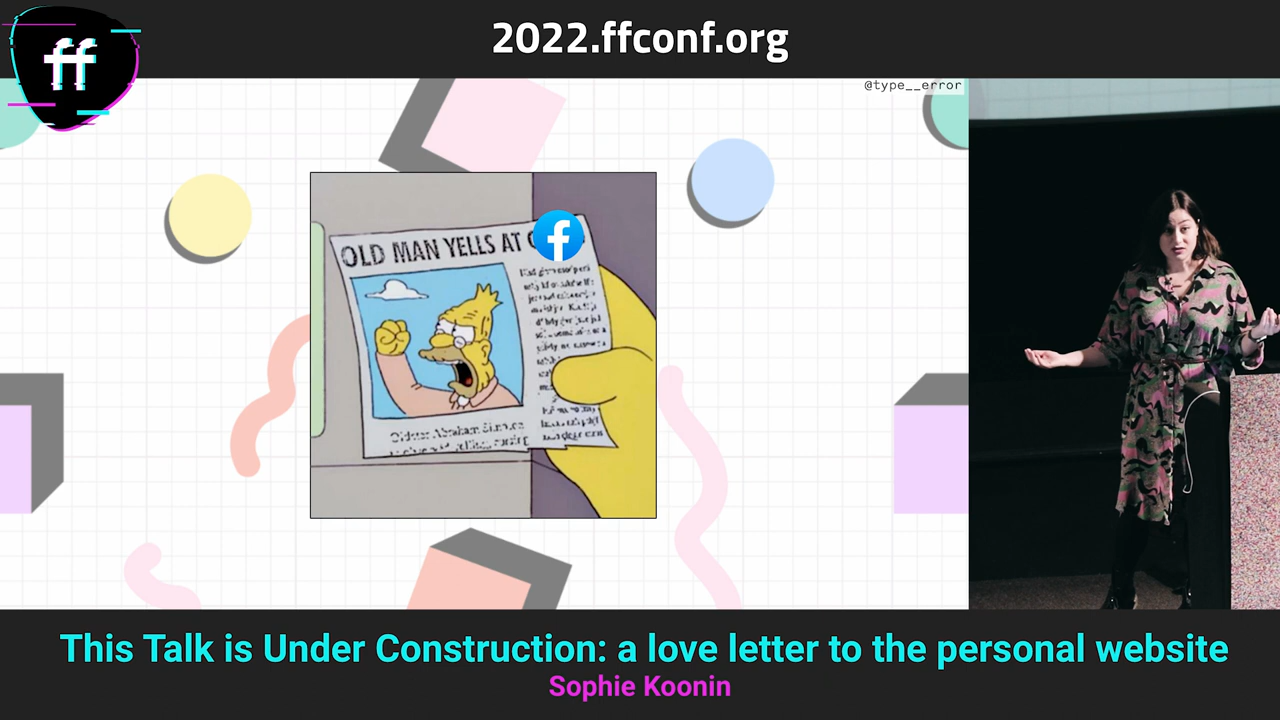 2022.ffconf.org
ff
@type__error
OLD MAN YELLS AT
f
This Talk is Under Construction: a love letter to the personal website
Sophie Koonin